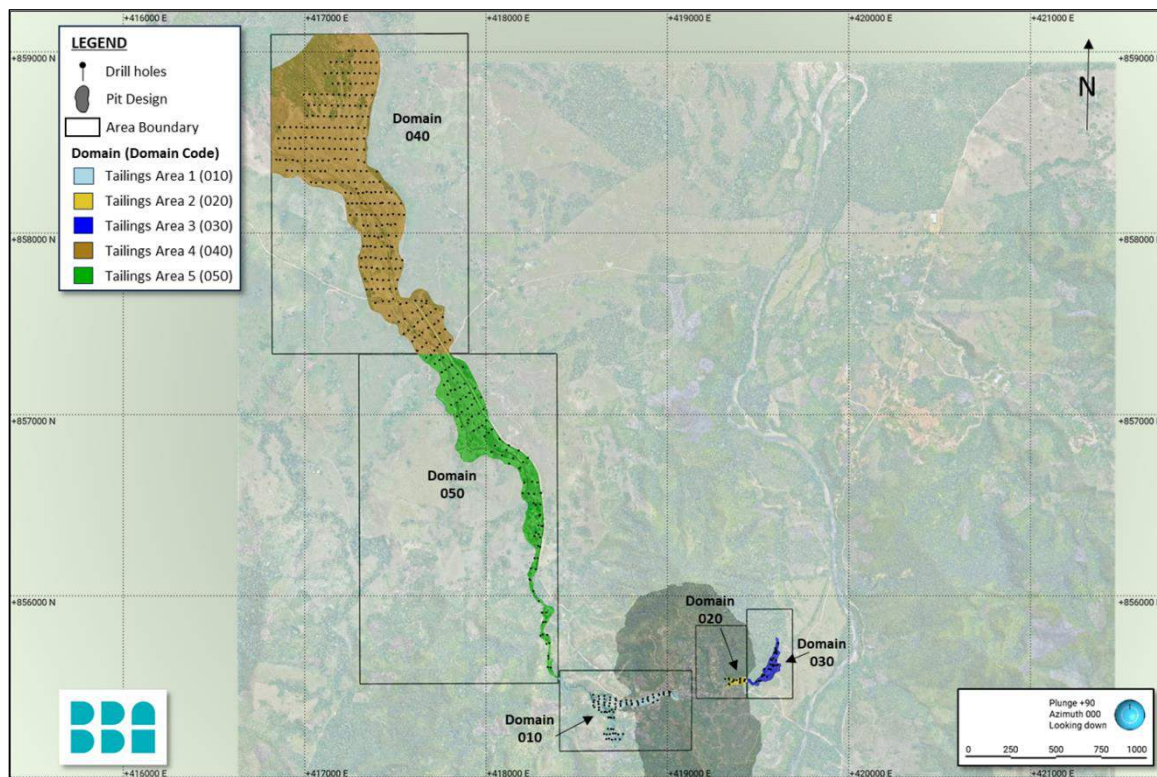 +416000 E
+417000 E
+418000 E
+419000 E
+420000 E
+421000 E
LEGEND
Drill holes
Pit Design
Area Boundary
Domain (Domain Code)
Tailings Area 1 (010)
Tailings Area 2 (020)
Tailings Area 3 (030)
Tailings Area 4 (040)
Tailings Area 5 (050)
+859000 N
+859000 N
N
Domain
040
+858000 N
+858000 N
+857000 N
+857000 N
Domain
050
+856000 N
+856000 N
Domain
020
Domain
030
Domain
010
BBA
Plunge +90
Azimuth 000
Looking down
0 250 500 750 1000
+416000 E
+417000 E
+418000 E
+419000 E
+420000 E
+421000 E